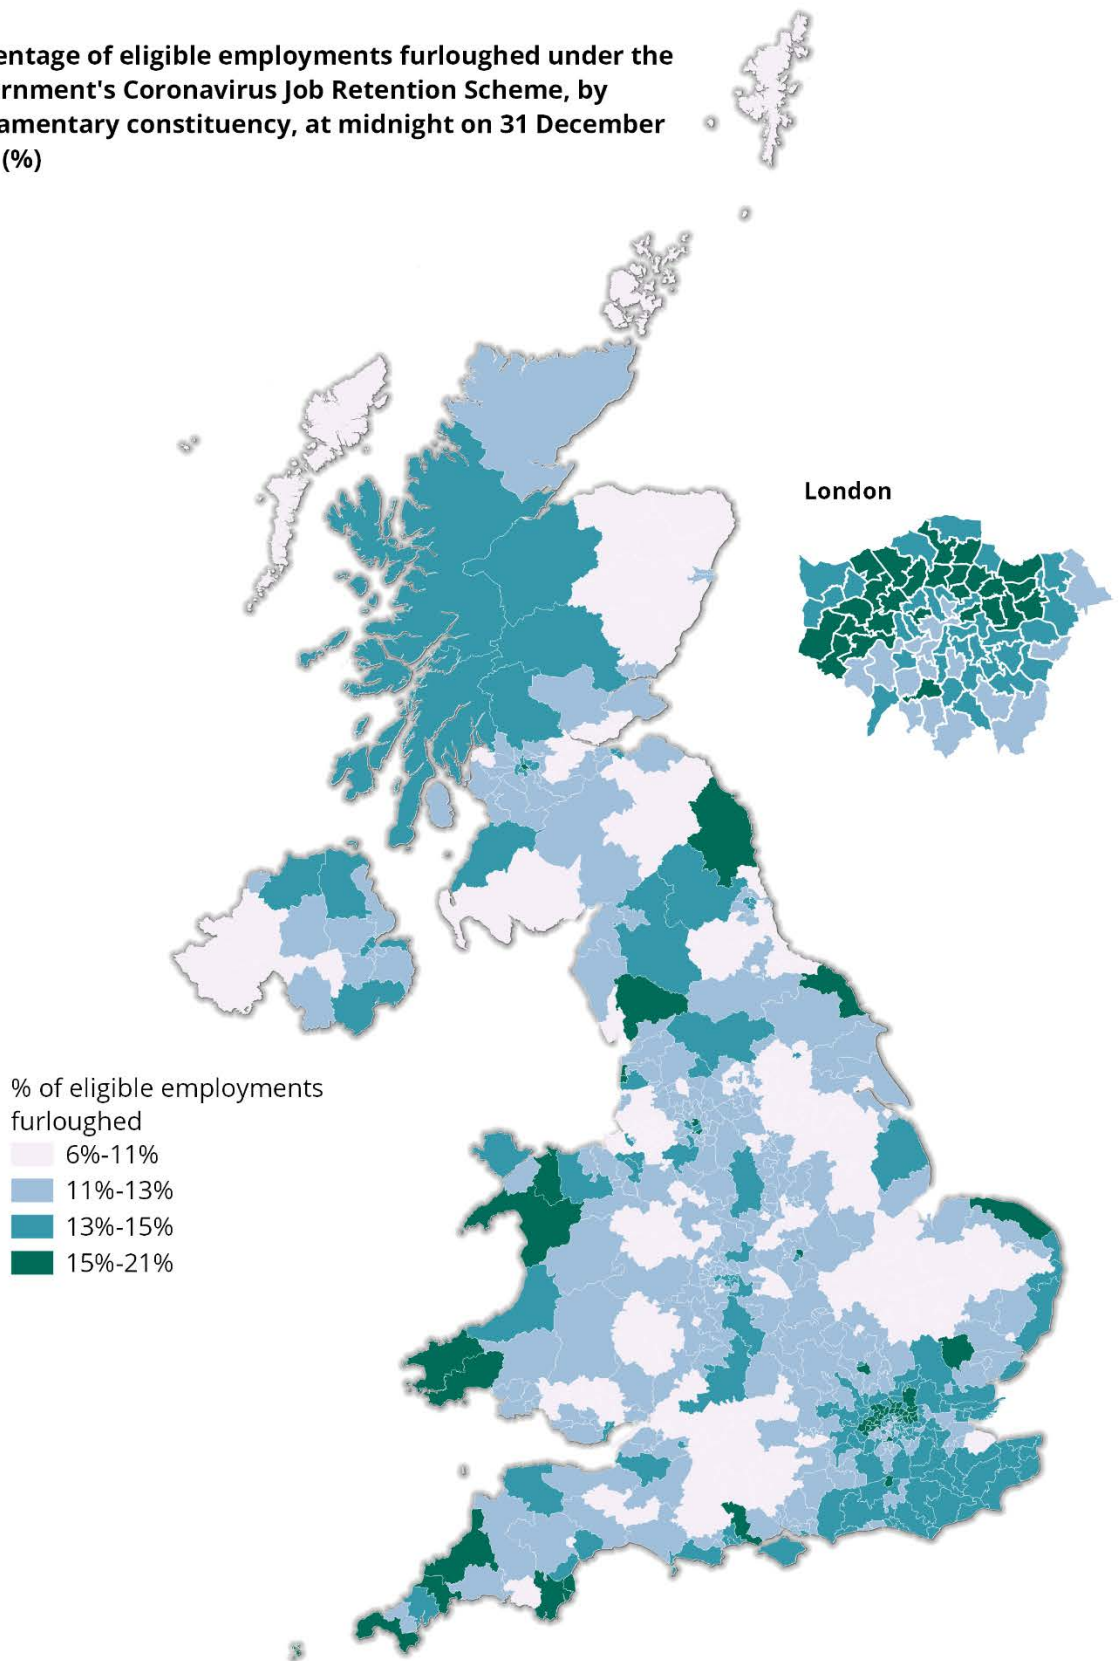 entage of eligible employments furloughed under the
ernment's Coronavirus Job Retention Scheme, by
amentary constituency, at midnight on 31 December
(%)
London
% of eligible employments
furloughed
6%-11%
11%-13%
13%-15%
15%-21%